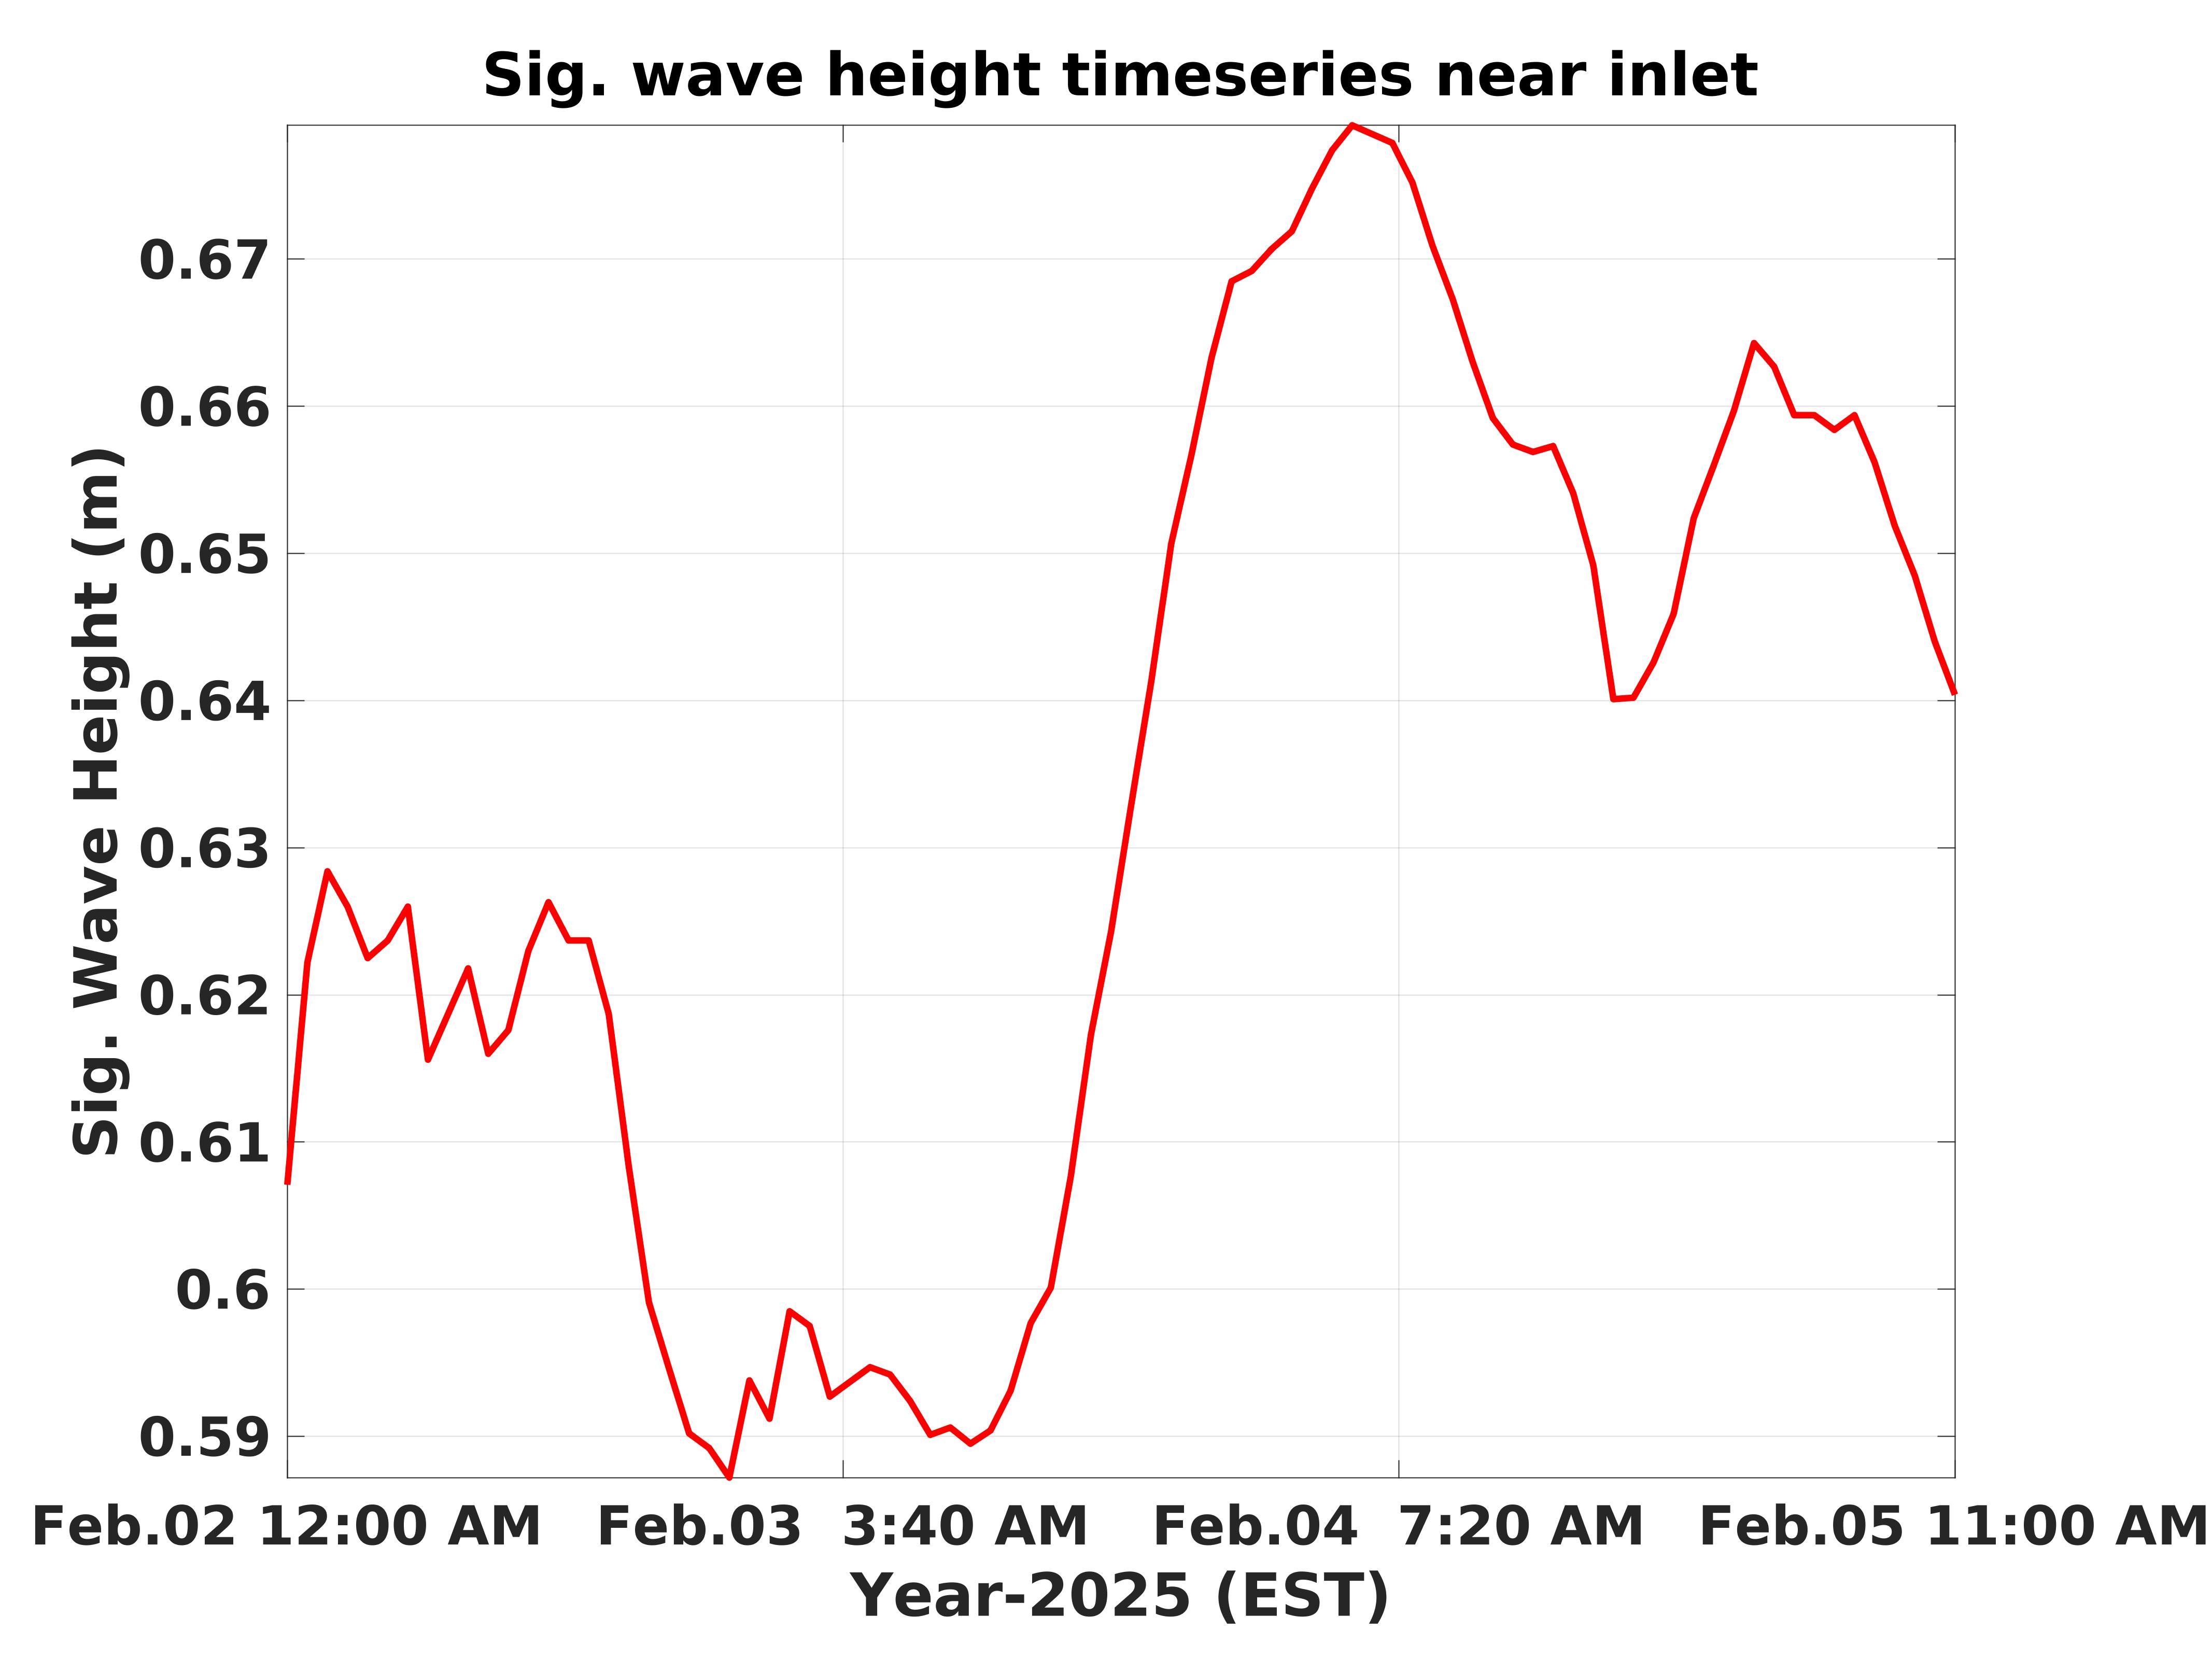 Sig. wave height timeseries near inlet
Sig. Wave Height (m)
0.67
0.66
0.65
0.64
0.63
0.62
0.61
0.6
0.59
Feb.02 12:00 AM Feb.03 3:40 AM Feb.04 7:20 AM Feb.05 11:00 AM
Year-2025 (EST)